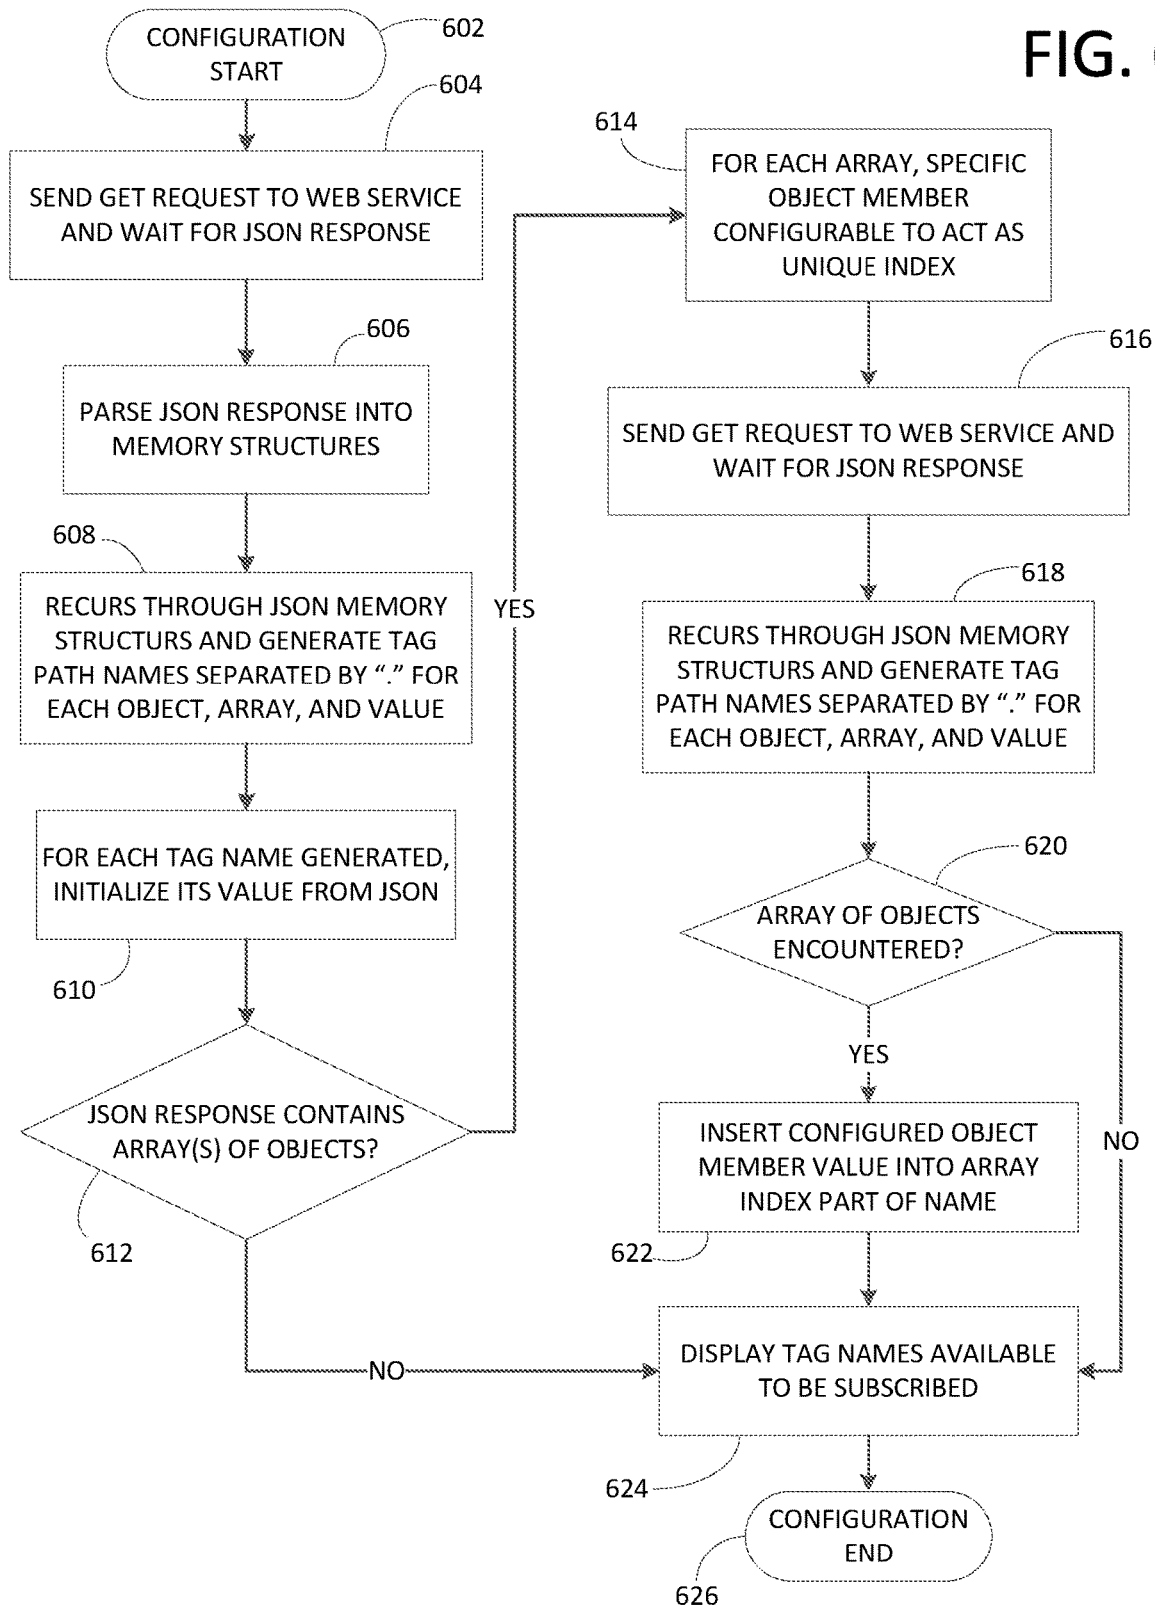 FIG.
CONFIGURATION
START
602
604
SEND GET REQUEST TO WEB SERVICE
AND WAIT FOR JSON RESPONSE
606
PARSE JSON RESPONSE INTO
MEMORY STRUCTURES
608
RECURS THROUGH JSON MEMORY
STRUCTURS AND GENERATE TAG
PATH NAMES SEPARATED BY “.” FOR
EACH OBJECT, ARRAY, AND VALUE
FOR EACH TAG NAME GENERATED,
INITIALIZE ITS VALUE FROM JSON
610
JSON RESPONSE CONTAINS
ARRAY(S) OF OBJECTS?
612
YES
NO
614
FOR EACH ARRAY, SPECIFIC
OBJECT MEMBER
CONFIGURABLE TO ACT AS
UNIQUE INDEX
616
SEND GET REQUEST TO WEB SERVICE AND
WAIT FOR JSON RESPONSE
618
RECURS THROUGH JSON MEMORY
STRUCTURS AND GENERATE TAG
PATH NAMES SEPARATED BY “.” FOR
EACH OBJECT, ARRAY, AND VALUE
620
ARRAY OF OBJECTS
ENCOUNTERED?
YES
NO
INSERT CONFIGURED OBJECT
MEMBER VALUE INTO ARRAY
INDEX PART OF NAME
622
DISPLAY TAG NAMES AVAILABLE
TO BE SUBSCRIBED
624
CONFIGURATION
END
626